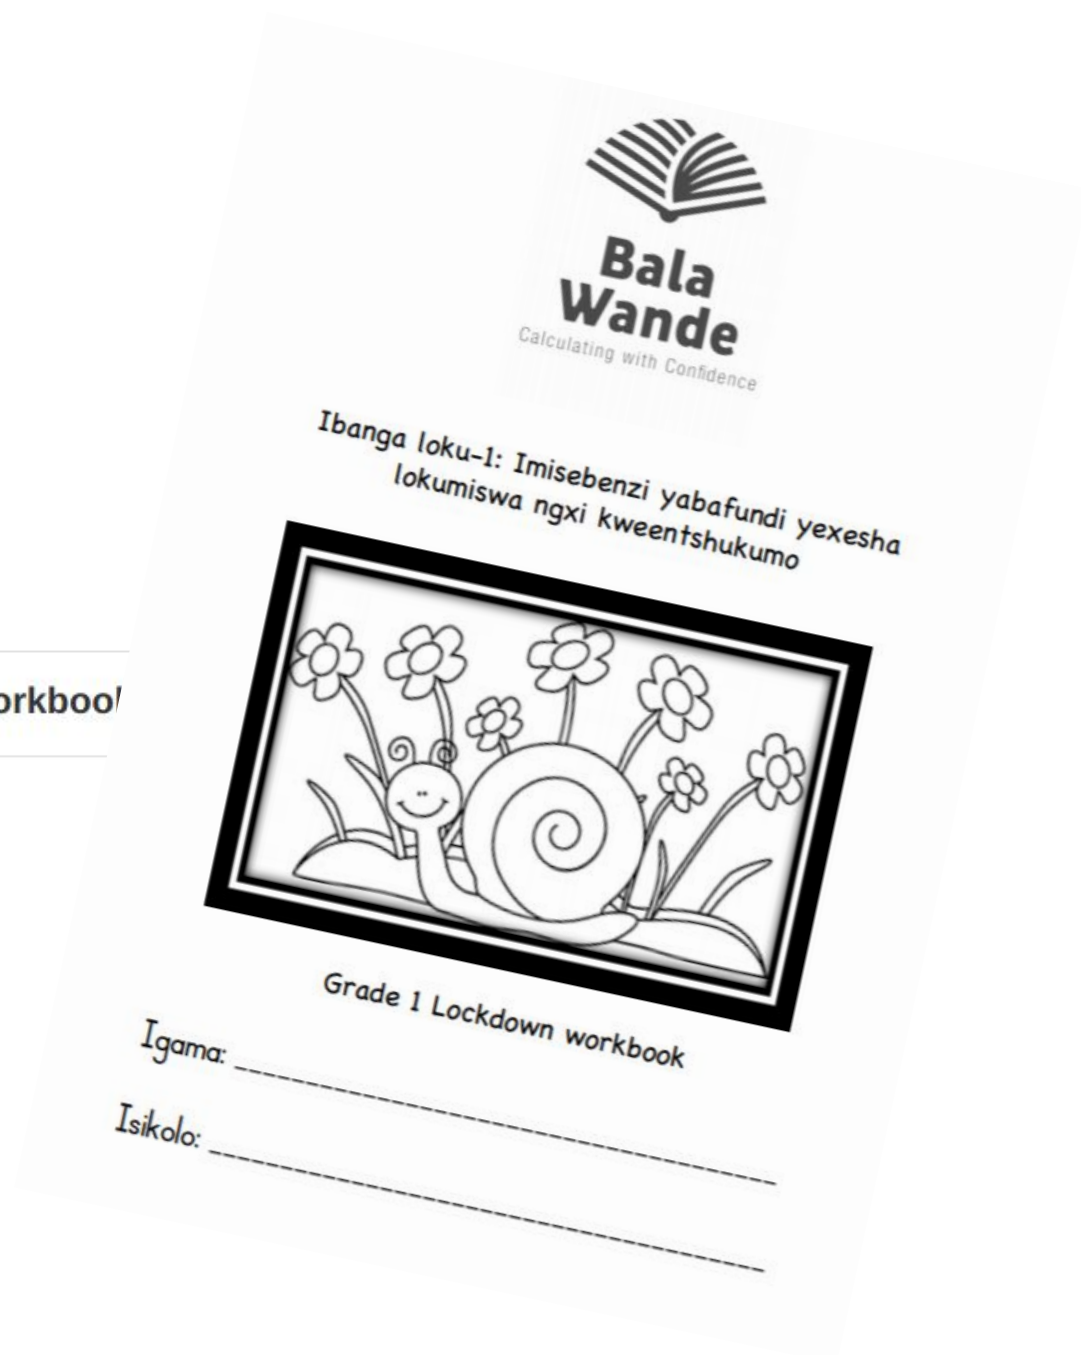 Bala
Wande
Calculating with Confidence
Ibanga loku-1: Imisebenzi yabafundi yexesha
lokumiswa ngxi kweentshukumo
Grade 1 Lockdown workbook
Igama:
Isikolo: